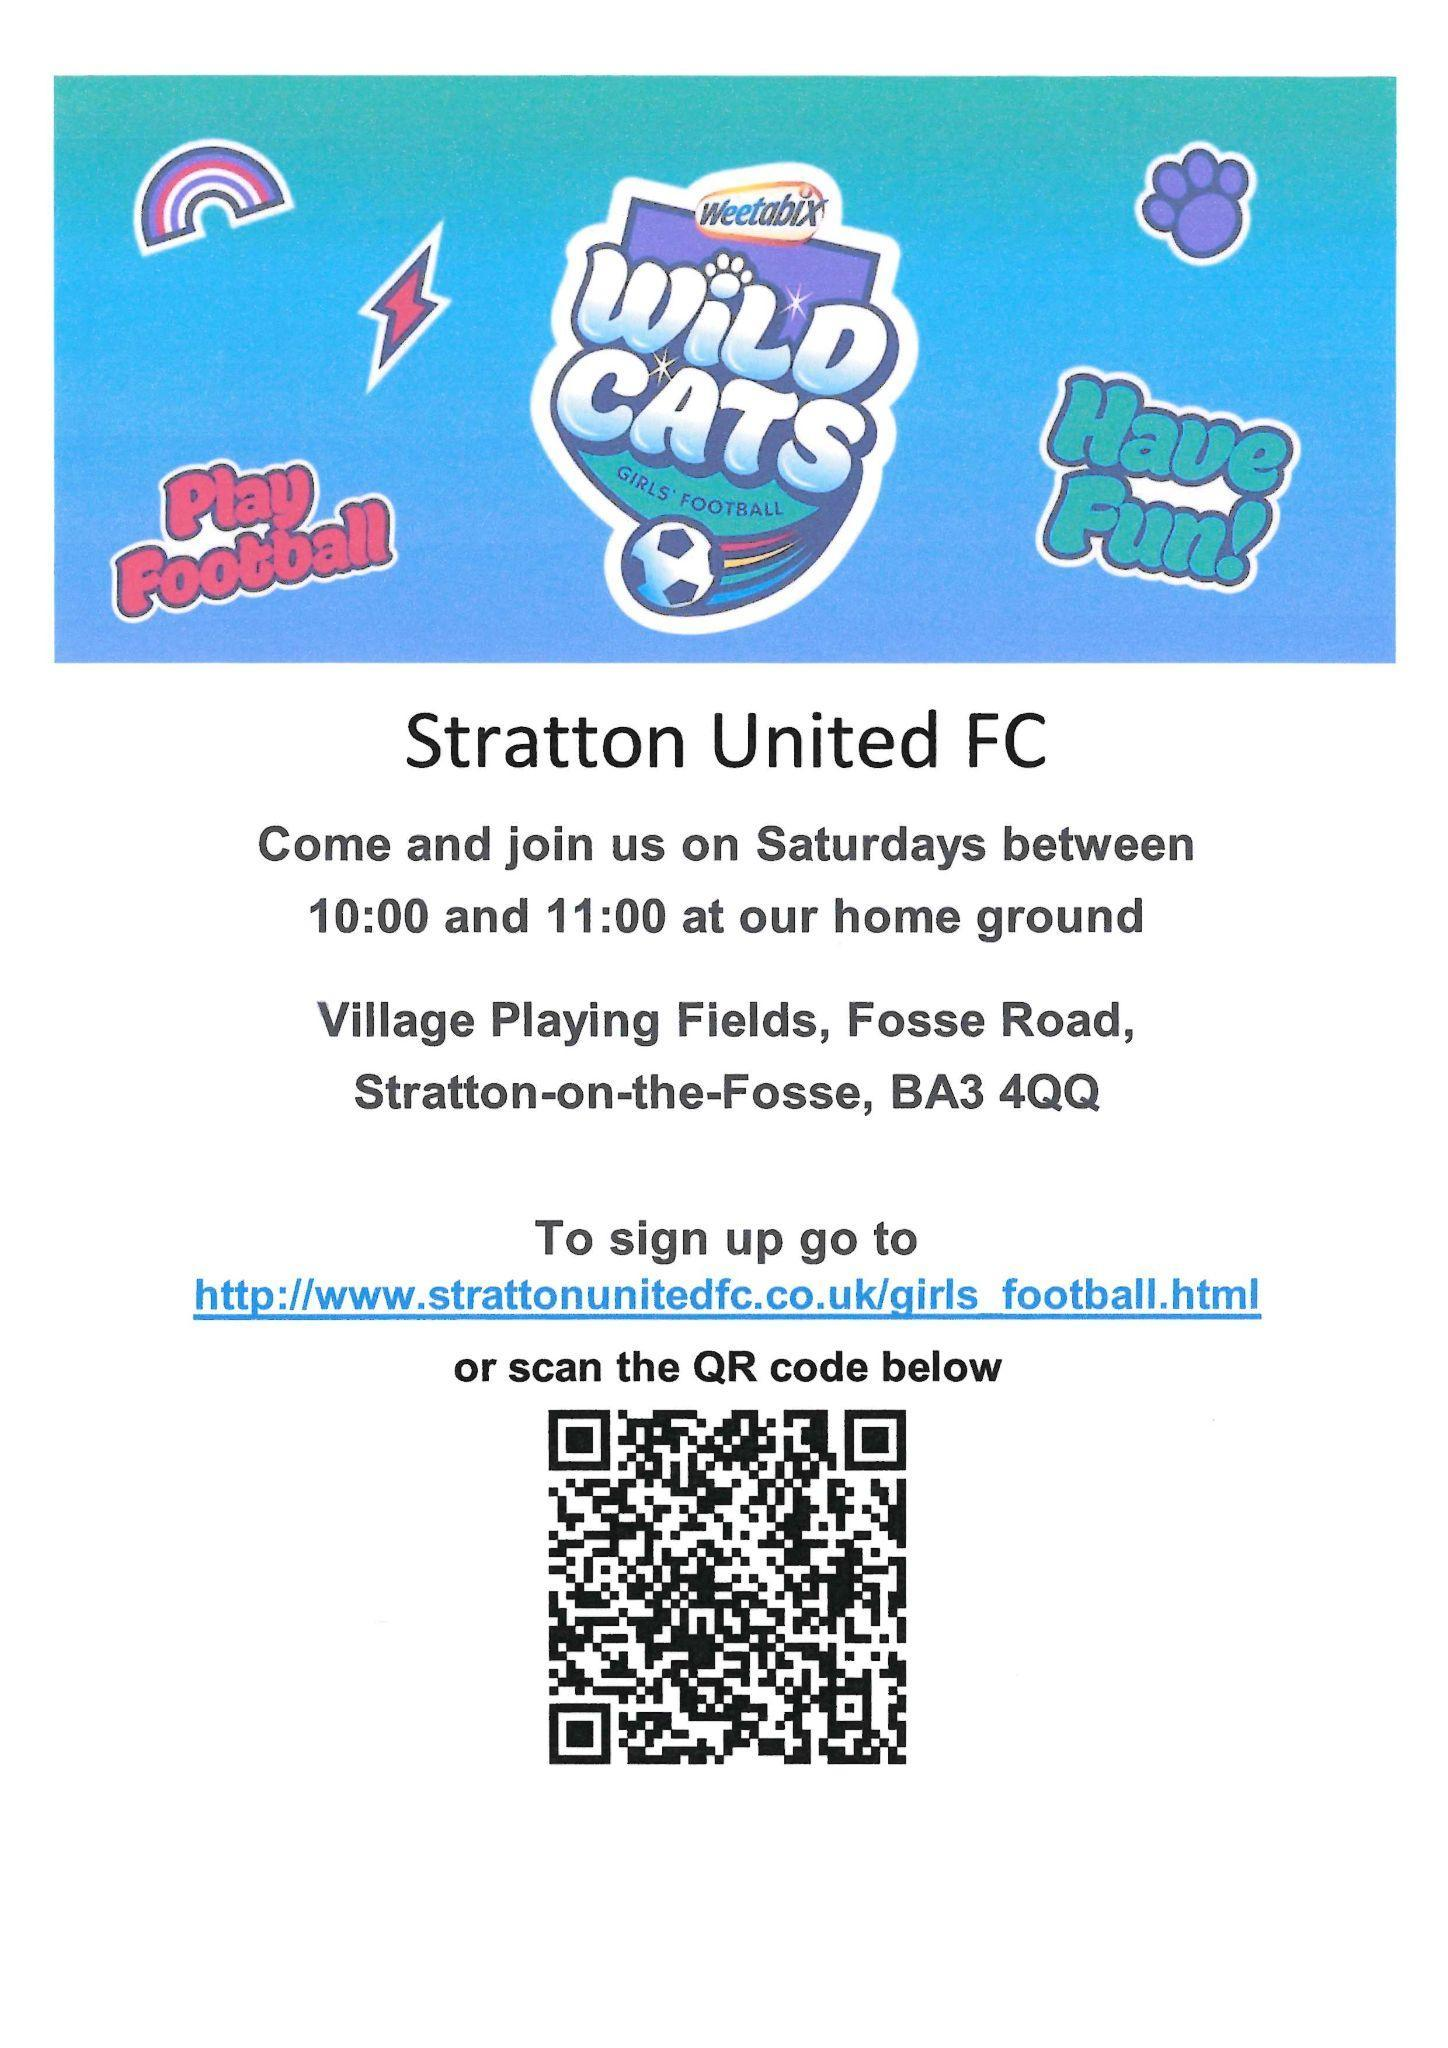 Weetabix
WiLD
CATS
GIRLS' FOOTBALL
Play
Football
Have
Fun!
Stratton United FC
Come and join us on Saturdays between
10:00 and 11:00 at our home ground
Village Playing Fields, Fosse Road,
Stratton-on-the-Fosse, BA3 4QQ
To sign up go to
http://www.strattonunitedfc.co.uk/girls_football.html
or scan the QR code below